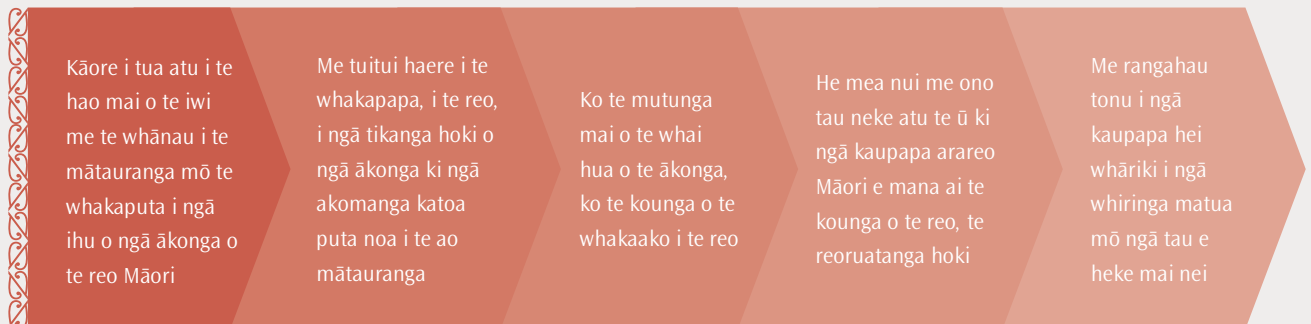 Kāore i tua atu i te
hao mai o te iwi
me te whānau i te
mātauranga mō te
whakaputa i ngā
ihu o ngā ākonga o
te reo Māori
Me tuitui haere i te
whakapapa, i te reo,
i ngā tikanga hoki o
ngā ākonga ki ngā
akomanga katoa
puta noa i te ao
mātauranga
Ko te mutunga
mai o te whai
hua o te ākonga,
ko te kounga o te
whakaako i te reo
He mea nui me ono
tau neke atu te ū ki
ngā kaupapa arareo
Māori e mana ai te
kounga o te reo, te
reoruatanga hoki
Me rangahau
tonu i ngā
kaupapa hei
whāriki i ngā
whiringa matua
mō ngā tau e
heke mai nei